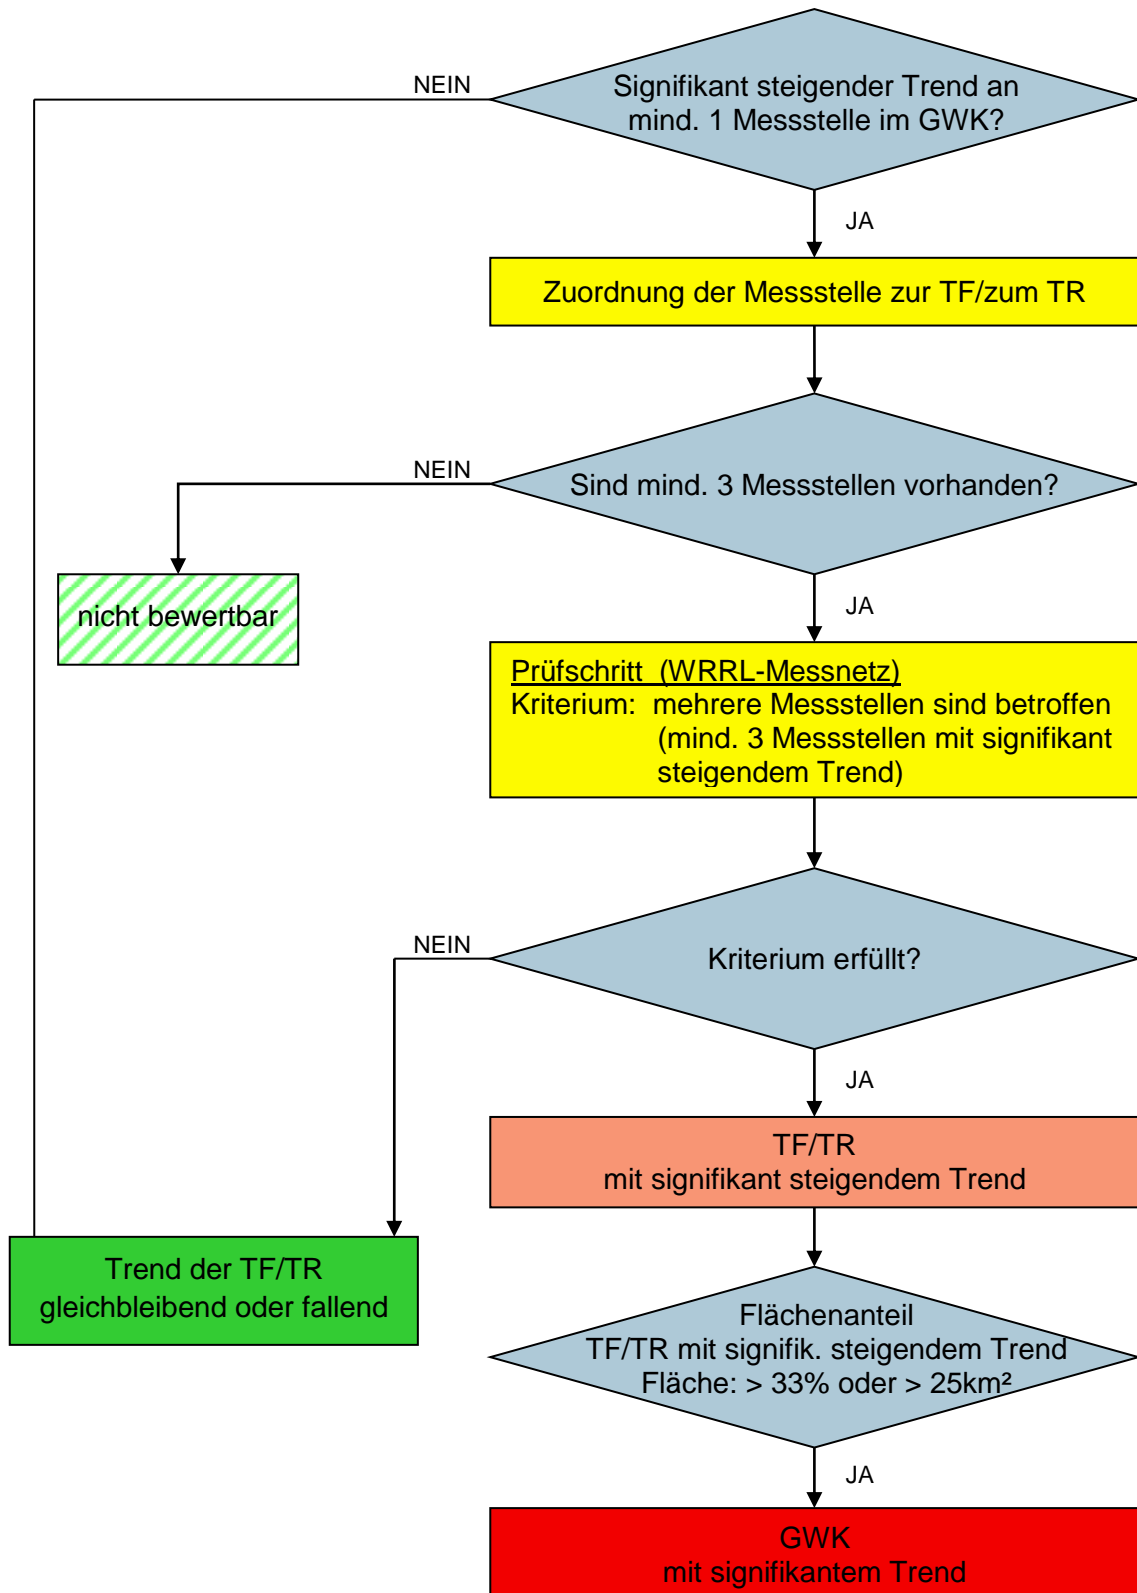 NEIN
Signifikant steigender Trend an
mind. 1 Messstelle im GWK?
JA
Zuordnung der Messstelle zur TF/zum TR
NEIN
Sind mind. 3 Messstellen vorhanden?
nicht bewertbar
JA
Prüfschritt (WRRL-Messnetz)
Kriterium: mehrere Messstellen sind betroffen
(mind. 3 Messstellen mit signifikant
steigendem Trend)
NEIN
Kriterium erfüllt?
JA
TF/TR
mit signifikant steigendem Trend
Trend der TF/TR
gleichbleibend oder fallend
Flächenanteil
TF/TR mit signifik. steigendem Trend
Fläche: > 33% oder > 25km²
JA
GWK
mit signifikantem Trend